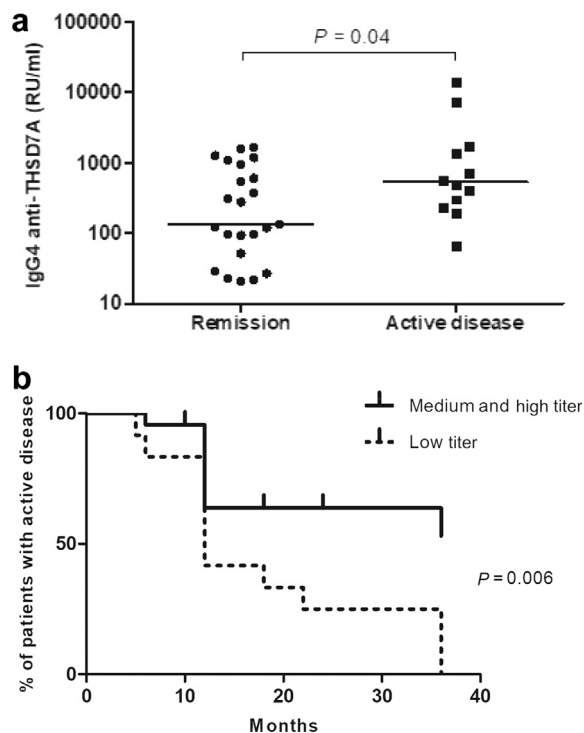 a
P = 0.04
IgG4 anti-THSD7A (RU/ml)
100000
10000
1000
100
10
Remission
Active disease
b
% of patients with active disease
100
50
0
Medium and high titer
Low titer
P = 0.006
0
10
20
30
40
Months